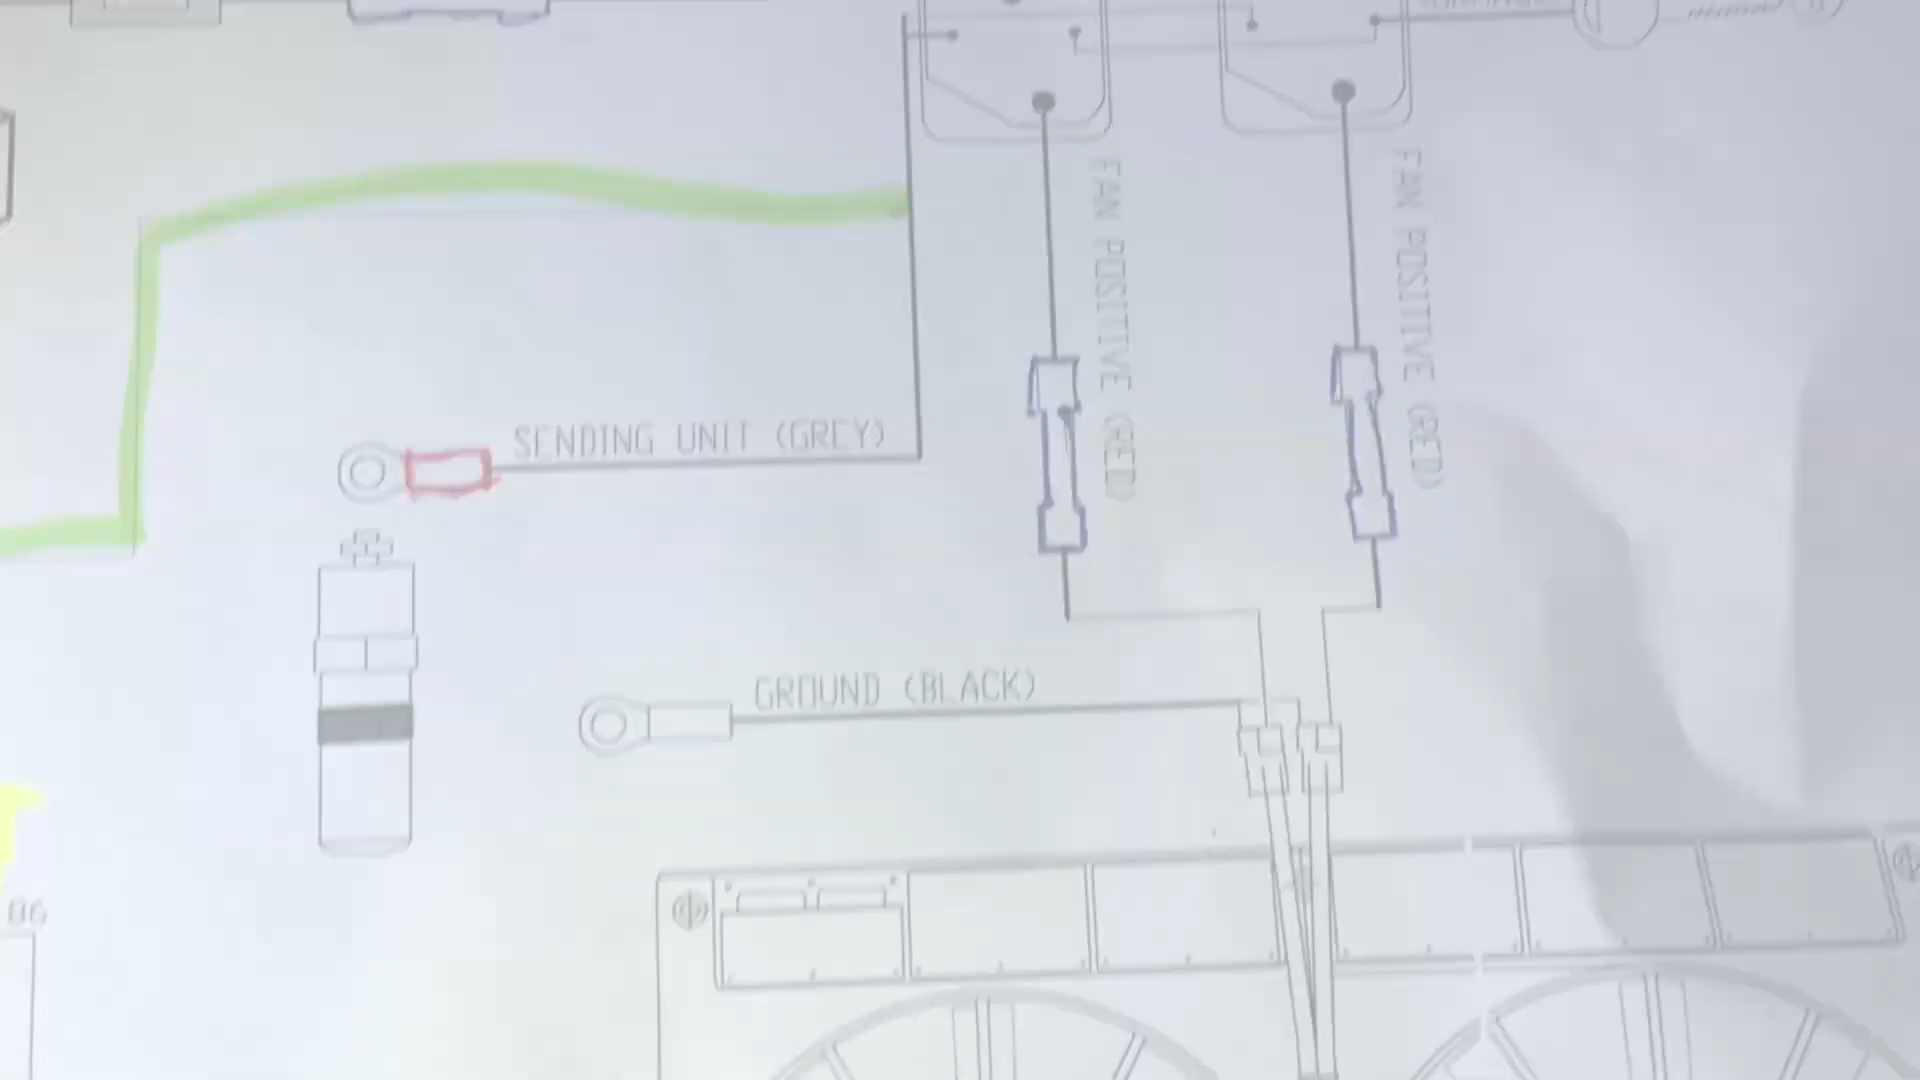 FAN POSITIVE (RED)
FAN POSITIVE (RED)
SENDING UNIT (GREY)
GROUND (BLACK)
86